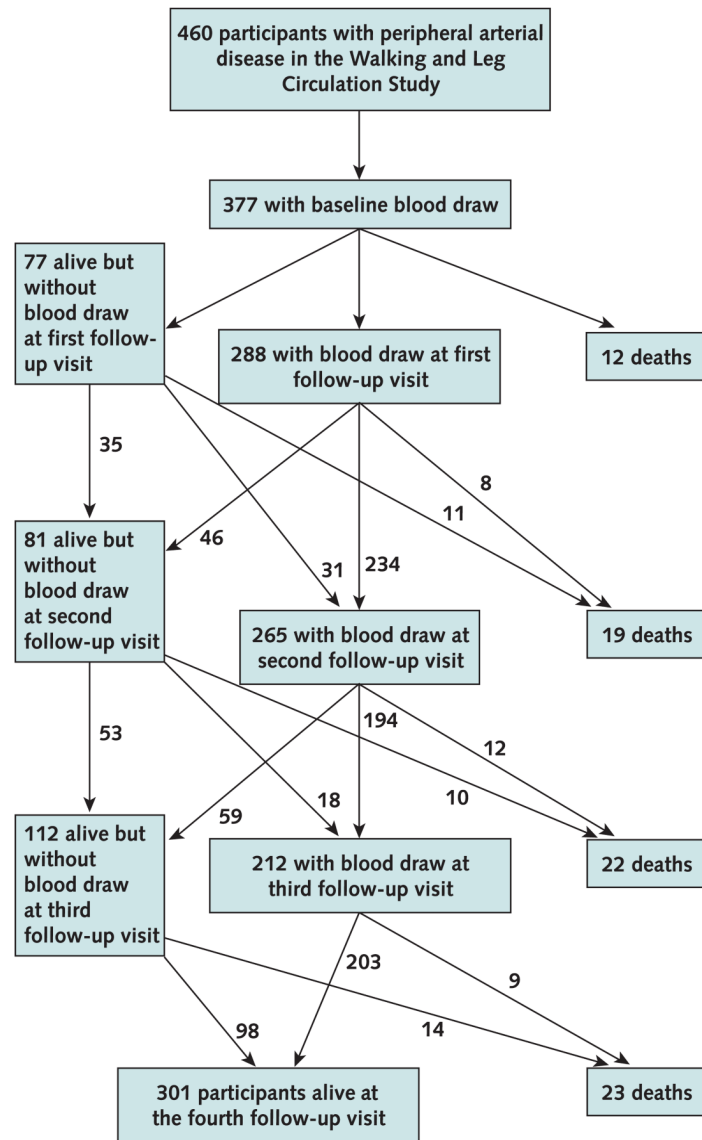 460 participants with peripheral arterial
disease in the Walking and Leg
Circulation Study
377 with baseline blood draw
77 alive but
without
blood draw
at first follow-
up visit
288 with blood draw at first
follow-up visit
12 deaths
35
46
31
234
11
8
81 alive but
without
blood draw
at second
follow-up visit
265 with blood draw at
second follow-up visit
19 deaths
53
59
18
194
10
12
112 alive but
without
blood draw
at third
follow-up visit
212 with blood draw at
third follow-up visit
22 deaths
98
203
14
9
301 participants alive at
the fourth follow-up visit
23 deaths